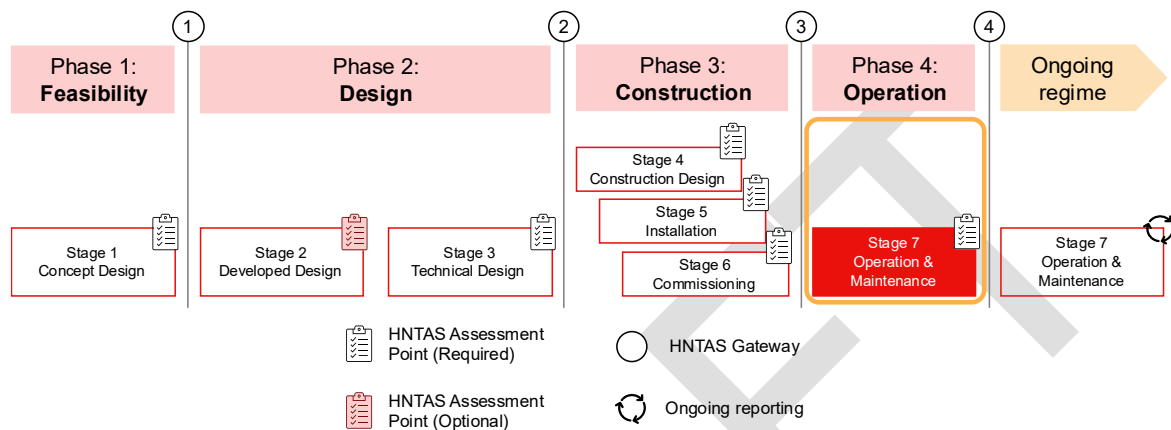 1
2
3
4
Phase 1:
Feasibility
Phase 2:
Design
Phase 3:
Construction
Phase 4:
Operation
Ongoing
regime
Stage 1
Concept Design
Stage 2
Developed Design
Stage 3
Technical Design
Stage 4
Construction Design
Stage 5
Installation
Stage 6
Commissioning
Stage 7
Operation &
Maintenance
Stage 7
Operation &
Maintenance
HNTAS Assessment
Point (Required)
HNTAS Gateway
HNTAS Assessment
Point (Optional)
Ongoing reporting